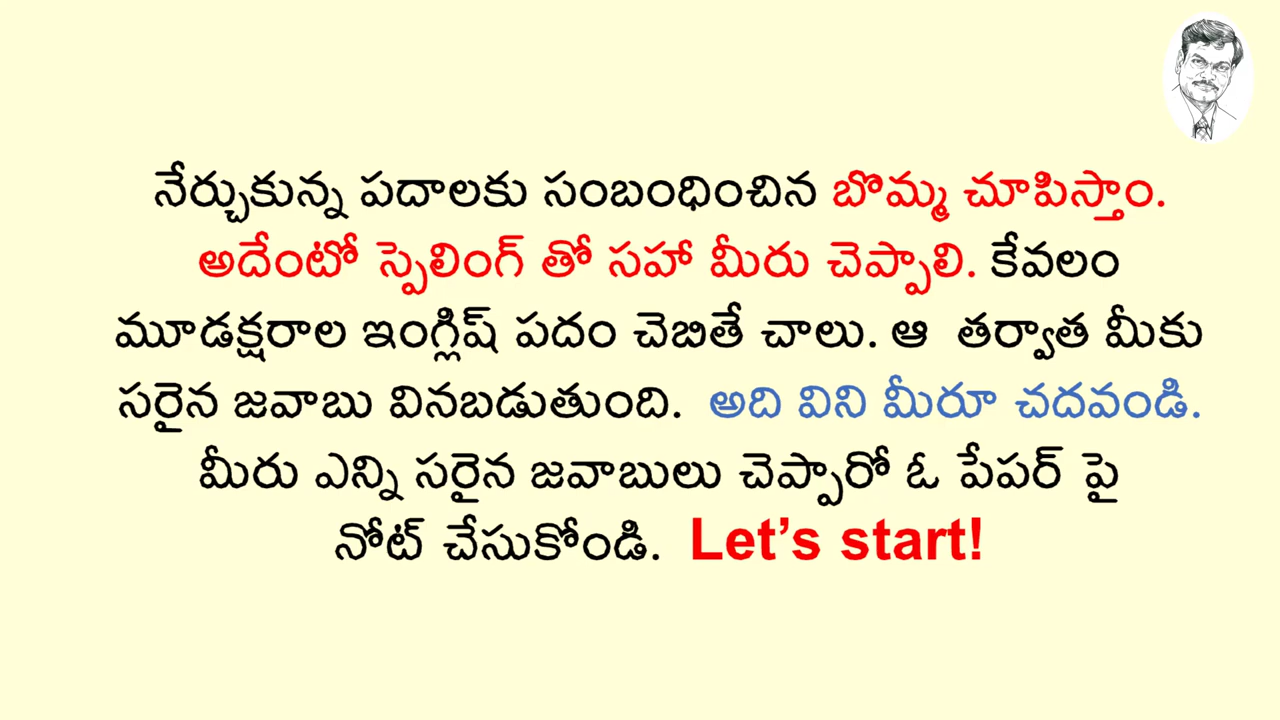 నేర్చుకున్న పదాలకు సంబంధించిన బొమ్మ చూపిస్తాం.
అదేంటో స్పెలింగ్ తో సహా మీరు చెప్పాలి. కేవలం
మూడక్షరాల ఇంగ్లిష్ పదం చెబితే చాలు. ఆ తర్వాత మీకు
సరైన జవాబు వినబడుతుంది. అది విని మీరూ చదవండి.
మీరు ఎన్ని సరైన జవాబులు చెప్పారో ఓ పేపర్ పై
నోట్ చేసుకోండి. Let's start!